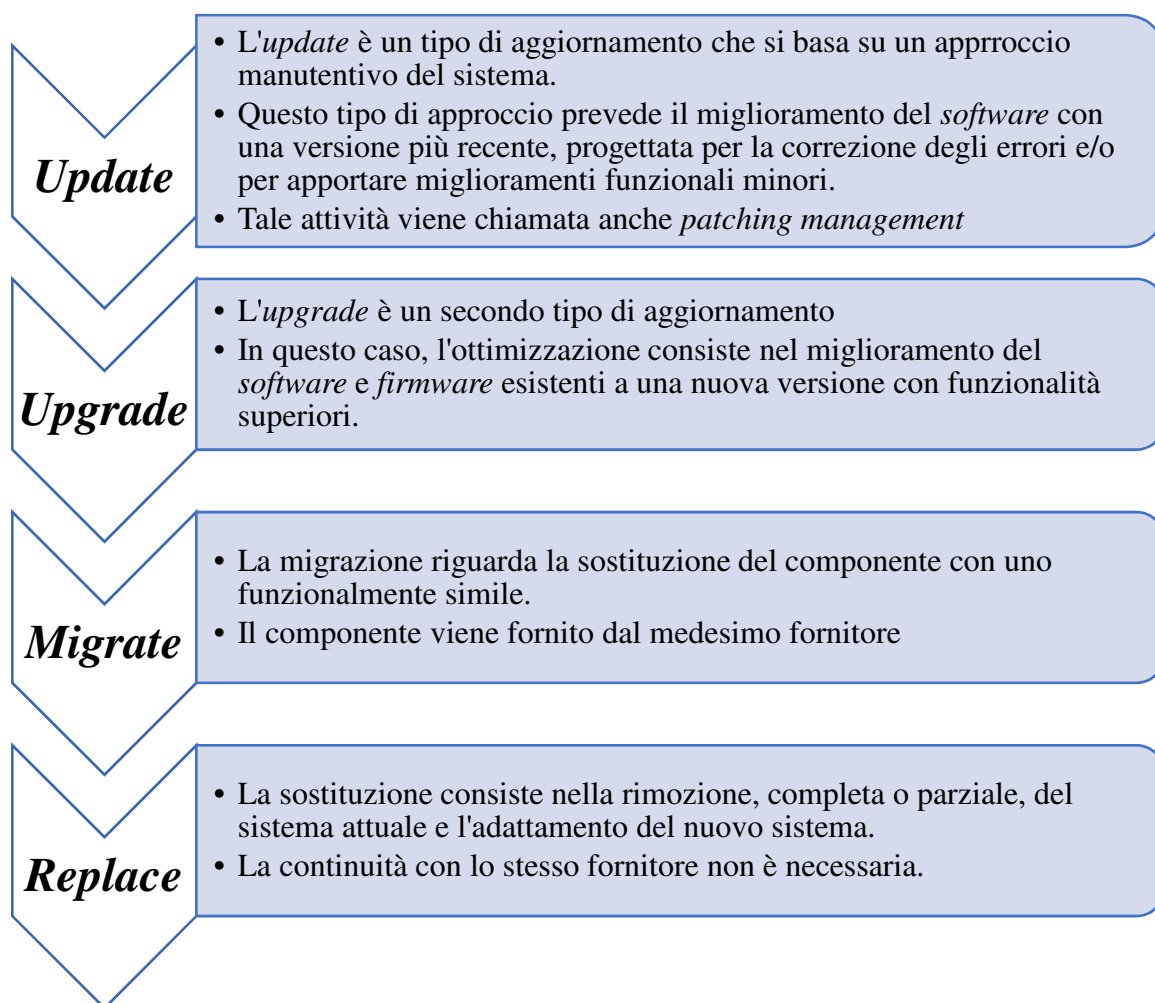 Update
• L'update è un tipo di aggiornamento che si basa su un apprroccio
manutentivo del sistema.
• Questo tipo di approccio prevede il miglioramento del software con
una versione più recente, progettata per la correzione degli errori e/o
per apportare miglioramenti funzionali minori.
• Tale attività viene chiamata anche patching management
Upgrade
• L'upgrade è un secondo tipo di aggiornamento
• In questo caso, l'ottimizzazione consiste nel miglioramento del
software e firmware esistenti a una nuova versione con funzionalità
superiori.
Migrate
• La migrazione riguarda la sostituzione del componente con uno
funzionalmente simile.
• Il componente viene fornito dal medesimo fornitore
Replace
• La sostituzione consiste nella rimozione, completa o parziale, del
sistema attuale e l'adattamento del nuovo sistema.
• La continuità con lo stesso fornitore non è necessaria.